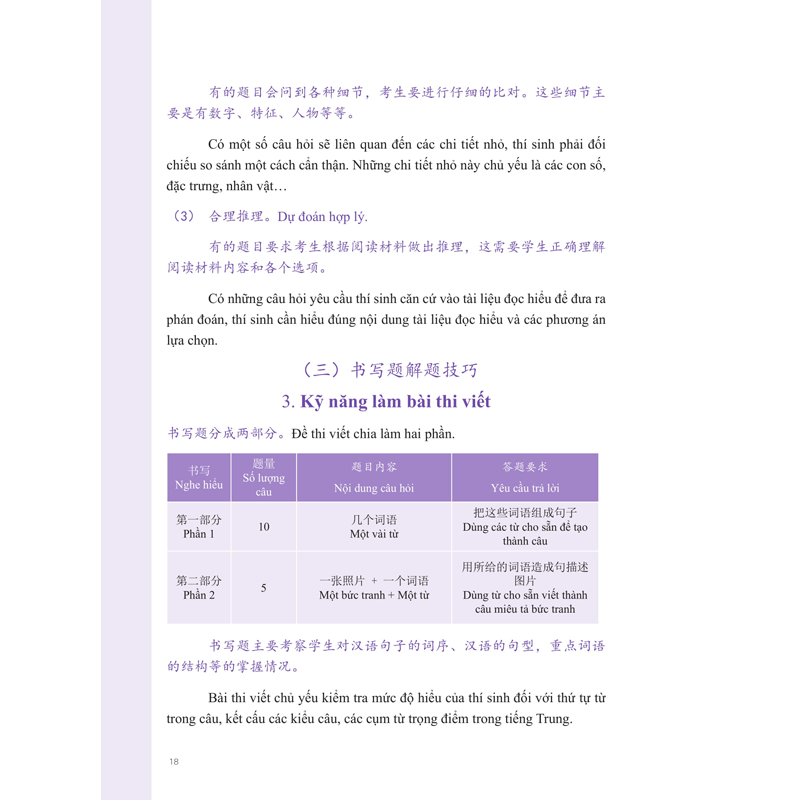 有的题目会问到各种细节，考生要进行仔细的比对。这些细节主
要是有数字、特征、人物等等。
Có một số câu hỏi sẽ liên quan đến các chi tiết nhỏ, thí sinh phải đối
chiếu so sánh một cách cẩn thận. Những chi tiết nhỏ này chủ yếu là các con số,
đặc trưng, nhân vật…
（3） 合理推理。Dự đoán hợp lý.
有的题目要求考生根据阅读材料做出推理，这需要学生正确理解
阅读材料内容和各个选项。
Có những câu hỏi yêu cầu thí sinh căn cứ vào tài liệu đọc hiểu để đưa ra
phán đoán, thí sinh cần hiểu đúng nội dung tài liệu đọc hiểu và các phương án
lựa chọn.
（三）书写题解题技巧
3. Kỹ năng làm bài thi viết
书写题分成两部分。Đề thi viết chia làm hai phần.
书写
Nghe hiểu
题量
Số lượng
câu
题目内容
Nội dung câu hỏi
答题要求
Yêu cầu trả lời
第一部分
Phần 1
10
几个词语
Một vài từ
把这些词语组成句子
Dùng các từ cho sẵn để tạo
thành câu
第二部分
Phần 2
5
一张照片 + 一个词语
Một bức tranh + Một từ
用所给的词语造成句描述
图片
Dùng từ cho sẵn viết thành
câu miêu tả bức tranh
书写题主要考察学生对汉语句子的词序、汉语的句型，重点词语
的结构等的掌握情况。
Bài thi viết chủ yếu kiểm tra mức độ hiểu của thí sinh đối với thứ tự từ
trong câu, kết cấu các kiểu câu, các cụm từ trọng điểm trong tiếng Trung.
18